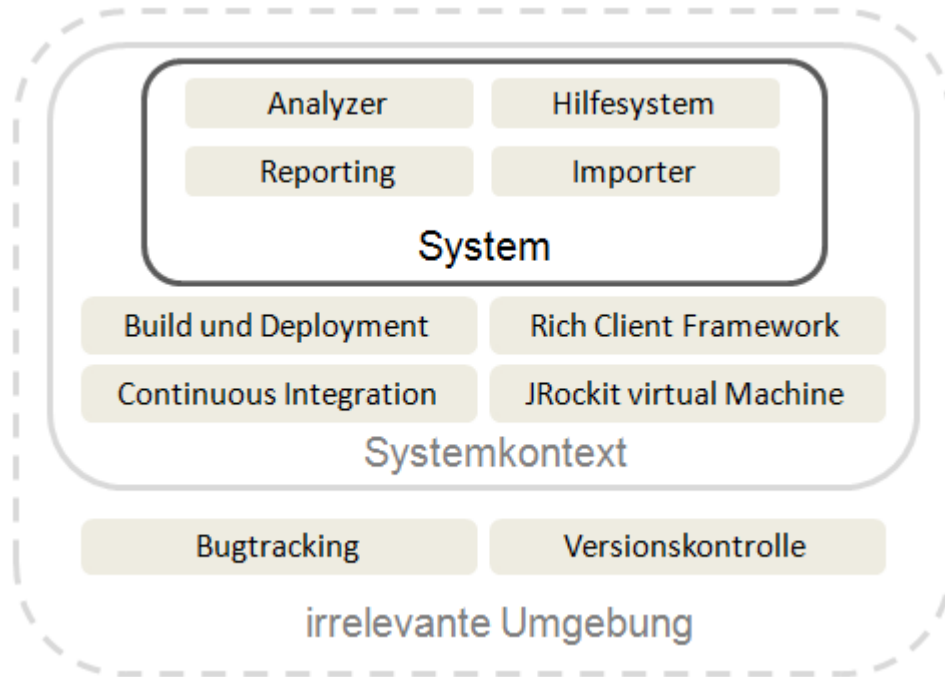 Analyzer
Hilfesystem
Reporting
Importer
System
Build und Deployment
Rich Client Framework
Continuous Integration
JRockit virtual Machine
Systemkontext
Bugtracking
Versionskontrolle
irrelevante Umgebung